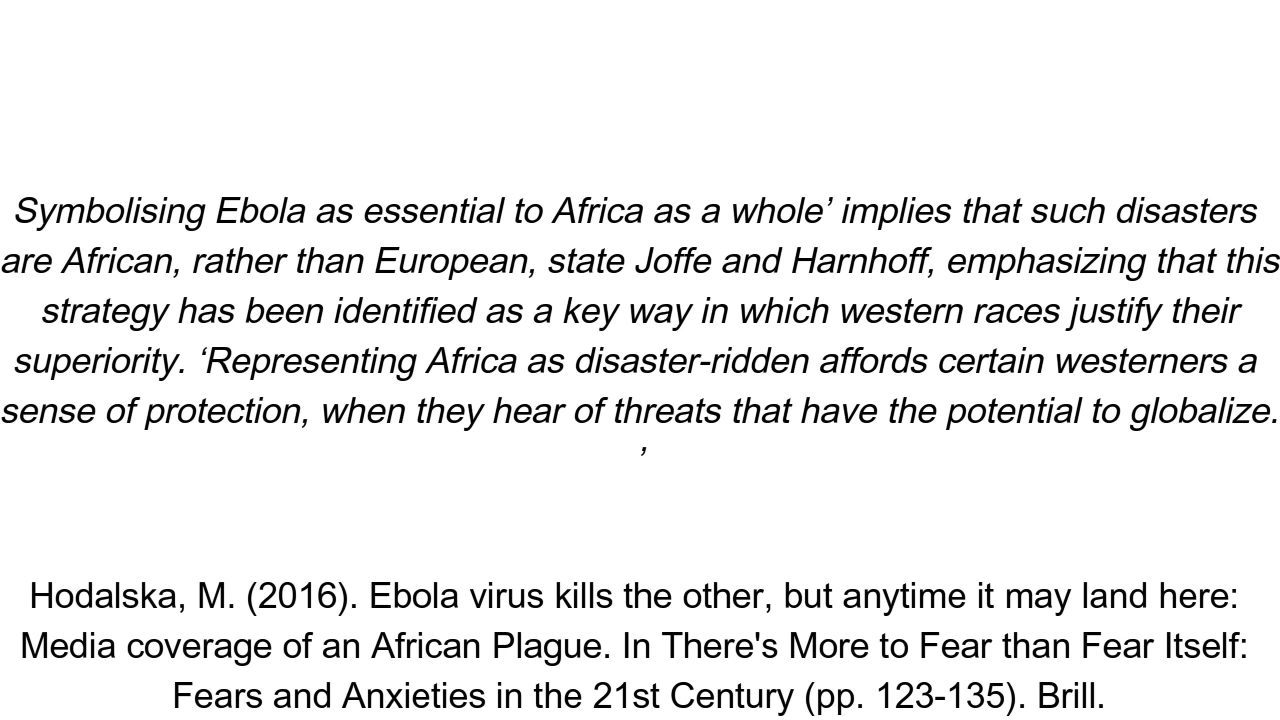 Symbolising Ebola as essential to Africa as a whole’ implies that such disasters
are African, rather than European, state Joffe and Harnhoff, emphasizing that this
strategy has been identified as a key way in which western races justify their
superiority. ‘Representing Africa as disaster-ridden affords certain westerners a
sense of protection, when they hear of threats that have the potential to globalize.
’
Hodalska, M. (2016). Ebola virus kills the other, but anytime it may land here:
Media coverage of an African Plague. In There's More to Fear than Fear Itself:
Fears and Anxieties in the 21st Century (pp. 123-135). Brill.